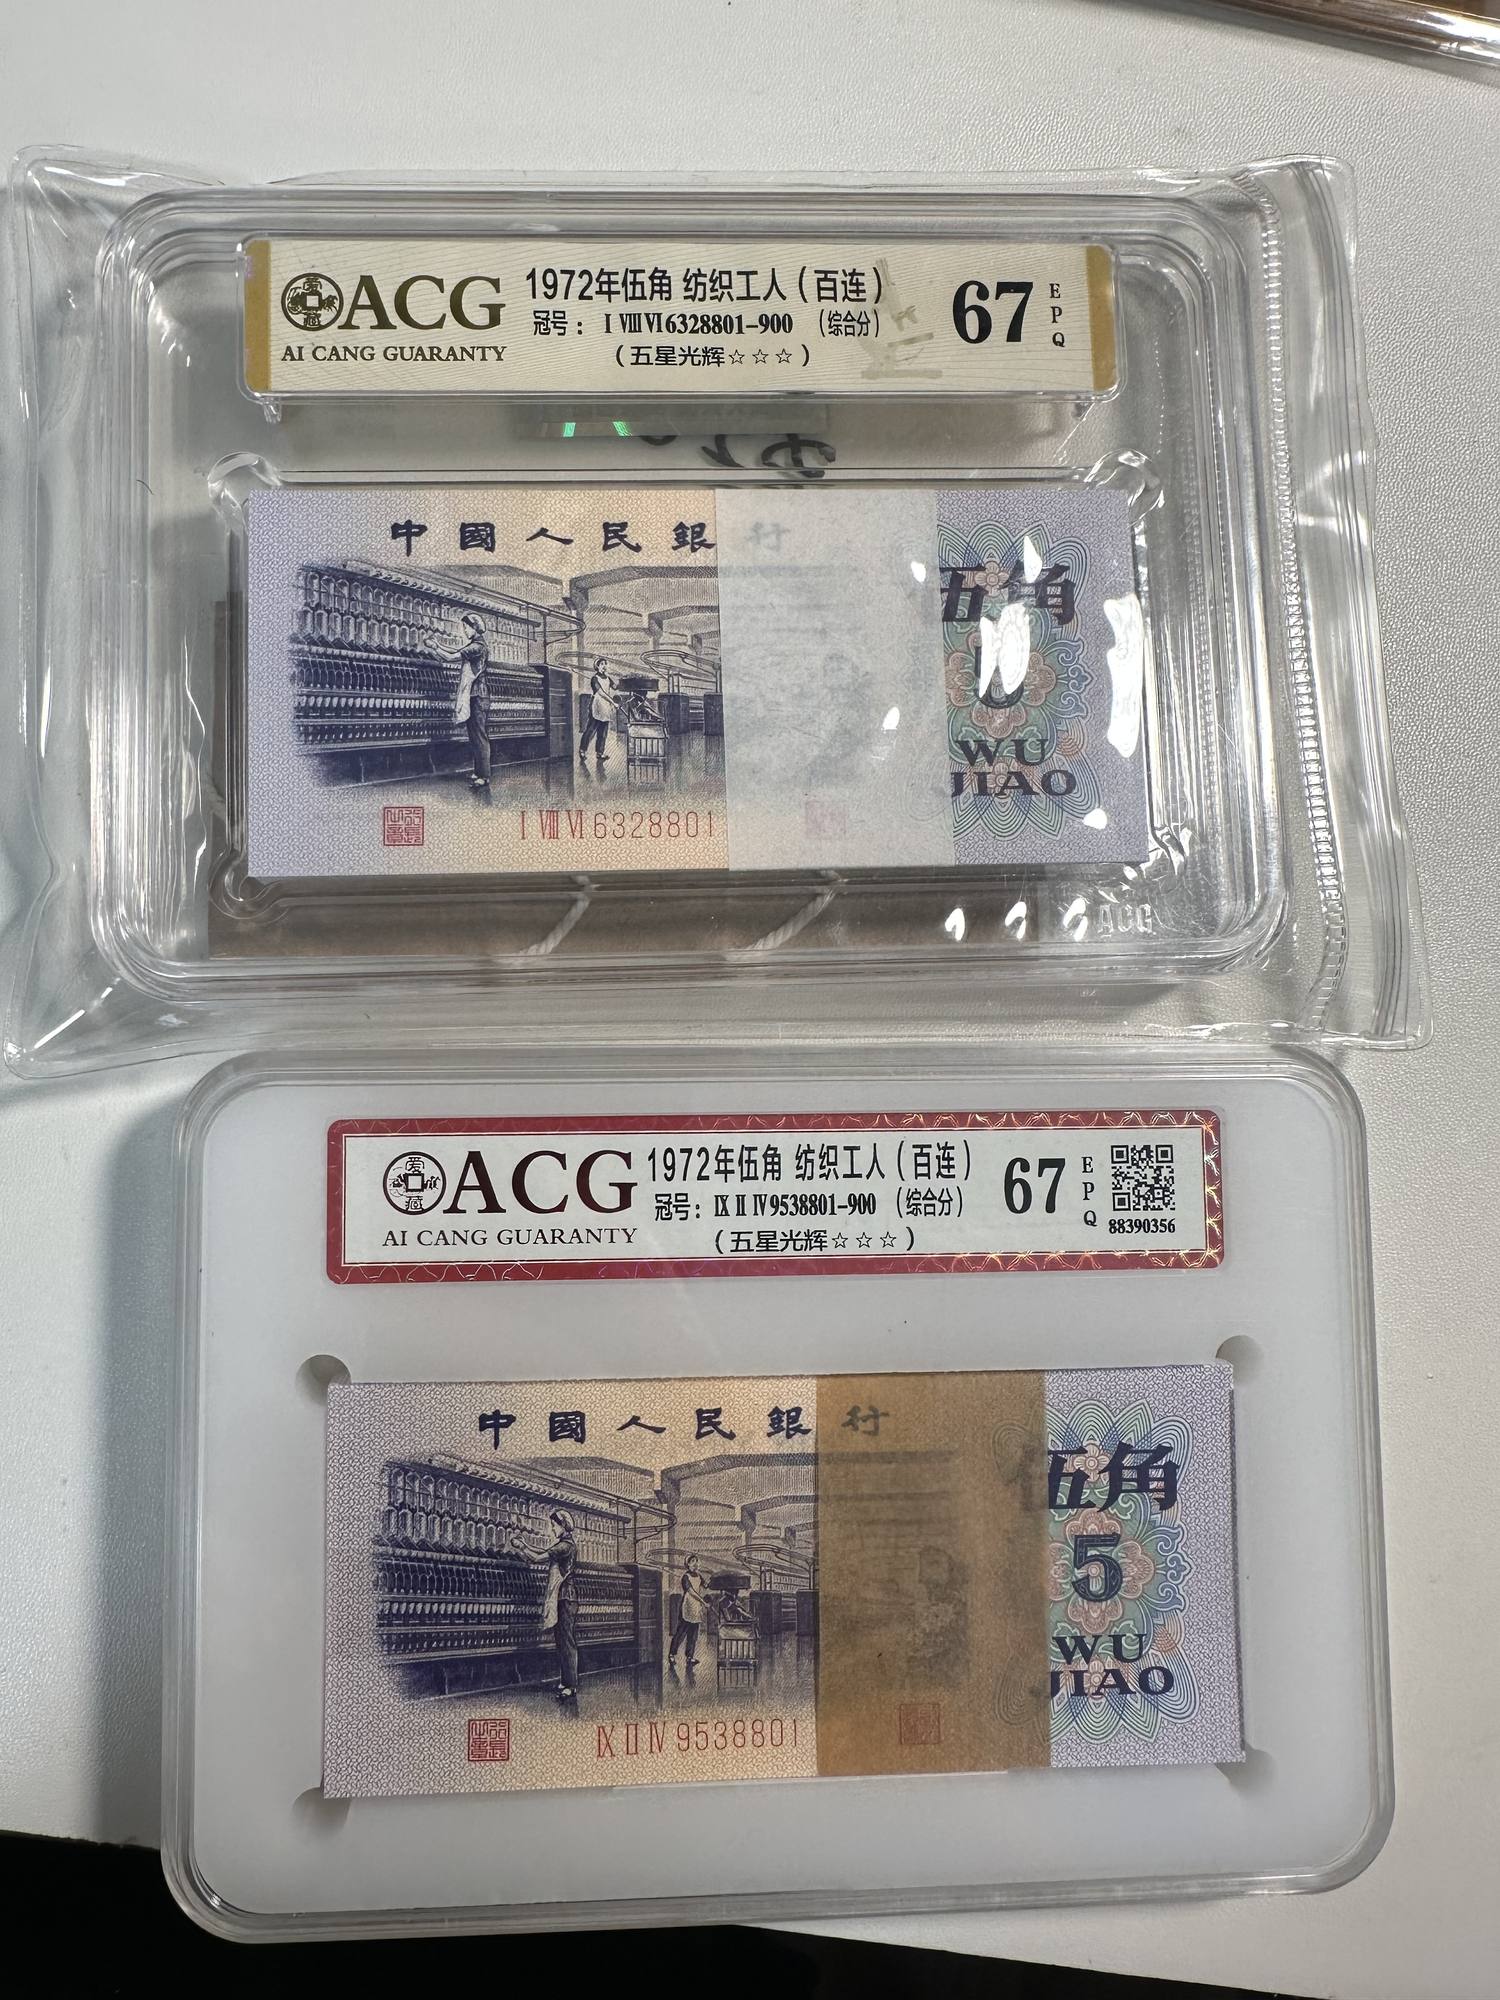 ACG
AI CANG GUARANTY
1972年伍角 纺织工人（百连）
冠号： I VIII VI 6328801-900 （综合分）
（五星光辉☆☆☆）
67
EPQ
中國人民銀行
伍角
WU
JIAO
I VIII VI 6328801
ACG
ACG
AI CANG GUARANTY
1972年伍角 纺织工人（百连）
冠号： IX II IV 9538801-900 （综合分）
（五星光辉☆☆☆）
67
EPQ
88390356
中國人民銀行
伍角
5
WU
JIAO
IX II IV 9538801